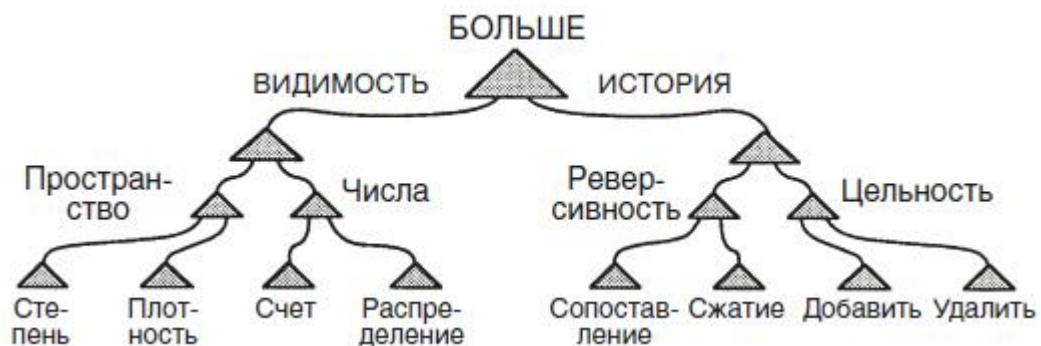 БОЛЬШЕ
ВИДИМОСТЬ ИСТОРИЯ
Простран-
ство
Числа
Ревер-
сивность
Цельность
Сте-
пень
Плот-
ность
Счет
Распре-
деление
Сопостав-
ление
Сжатие
Добавить
Удалить